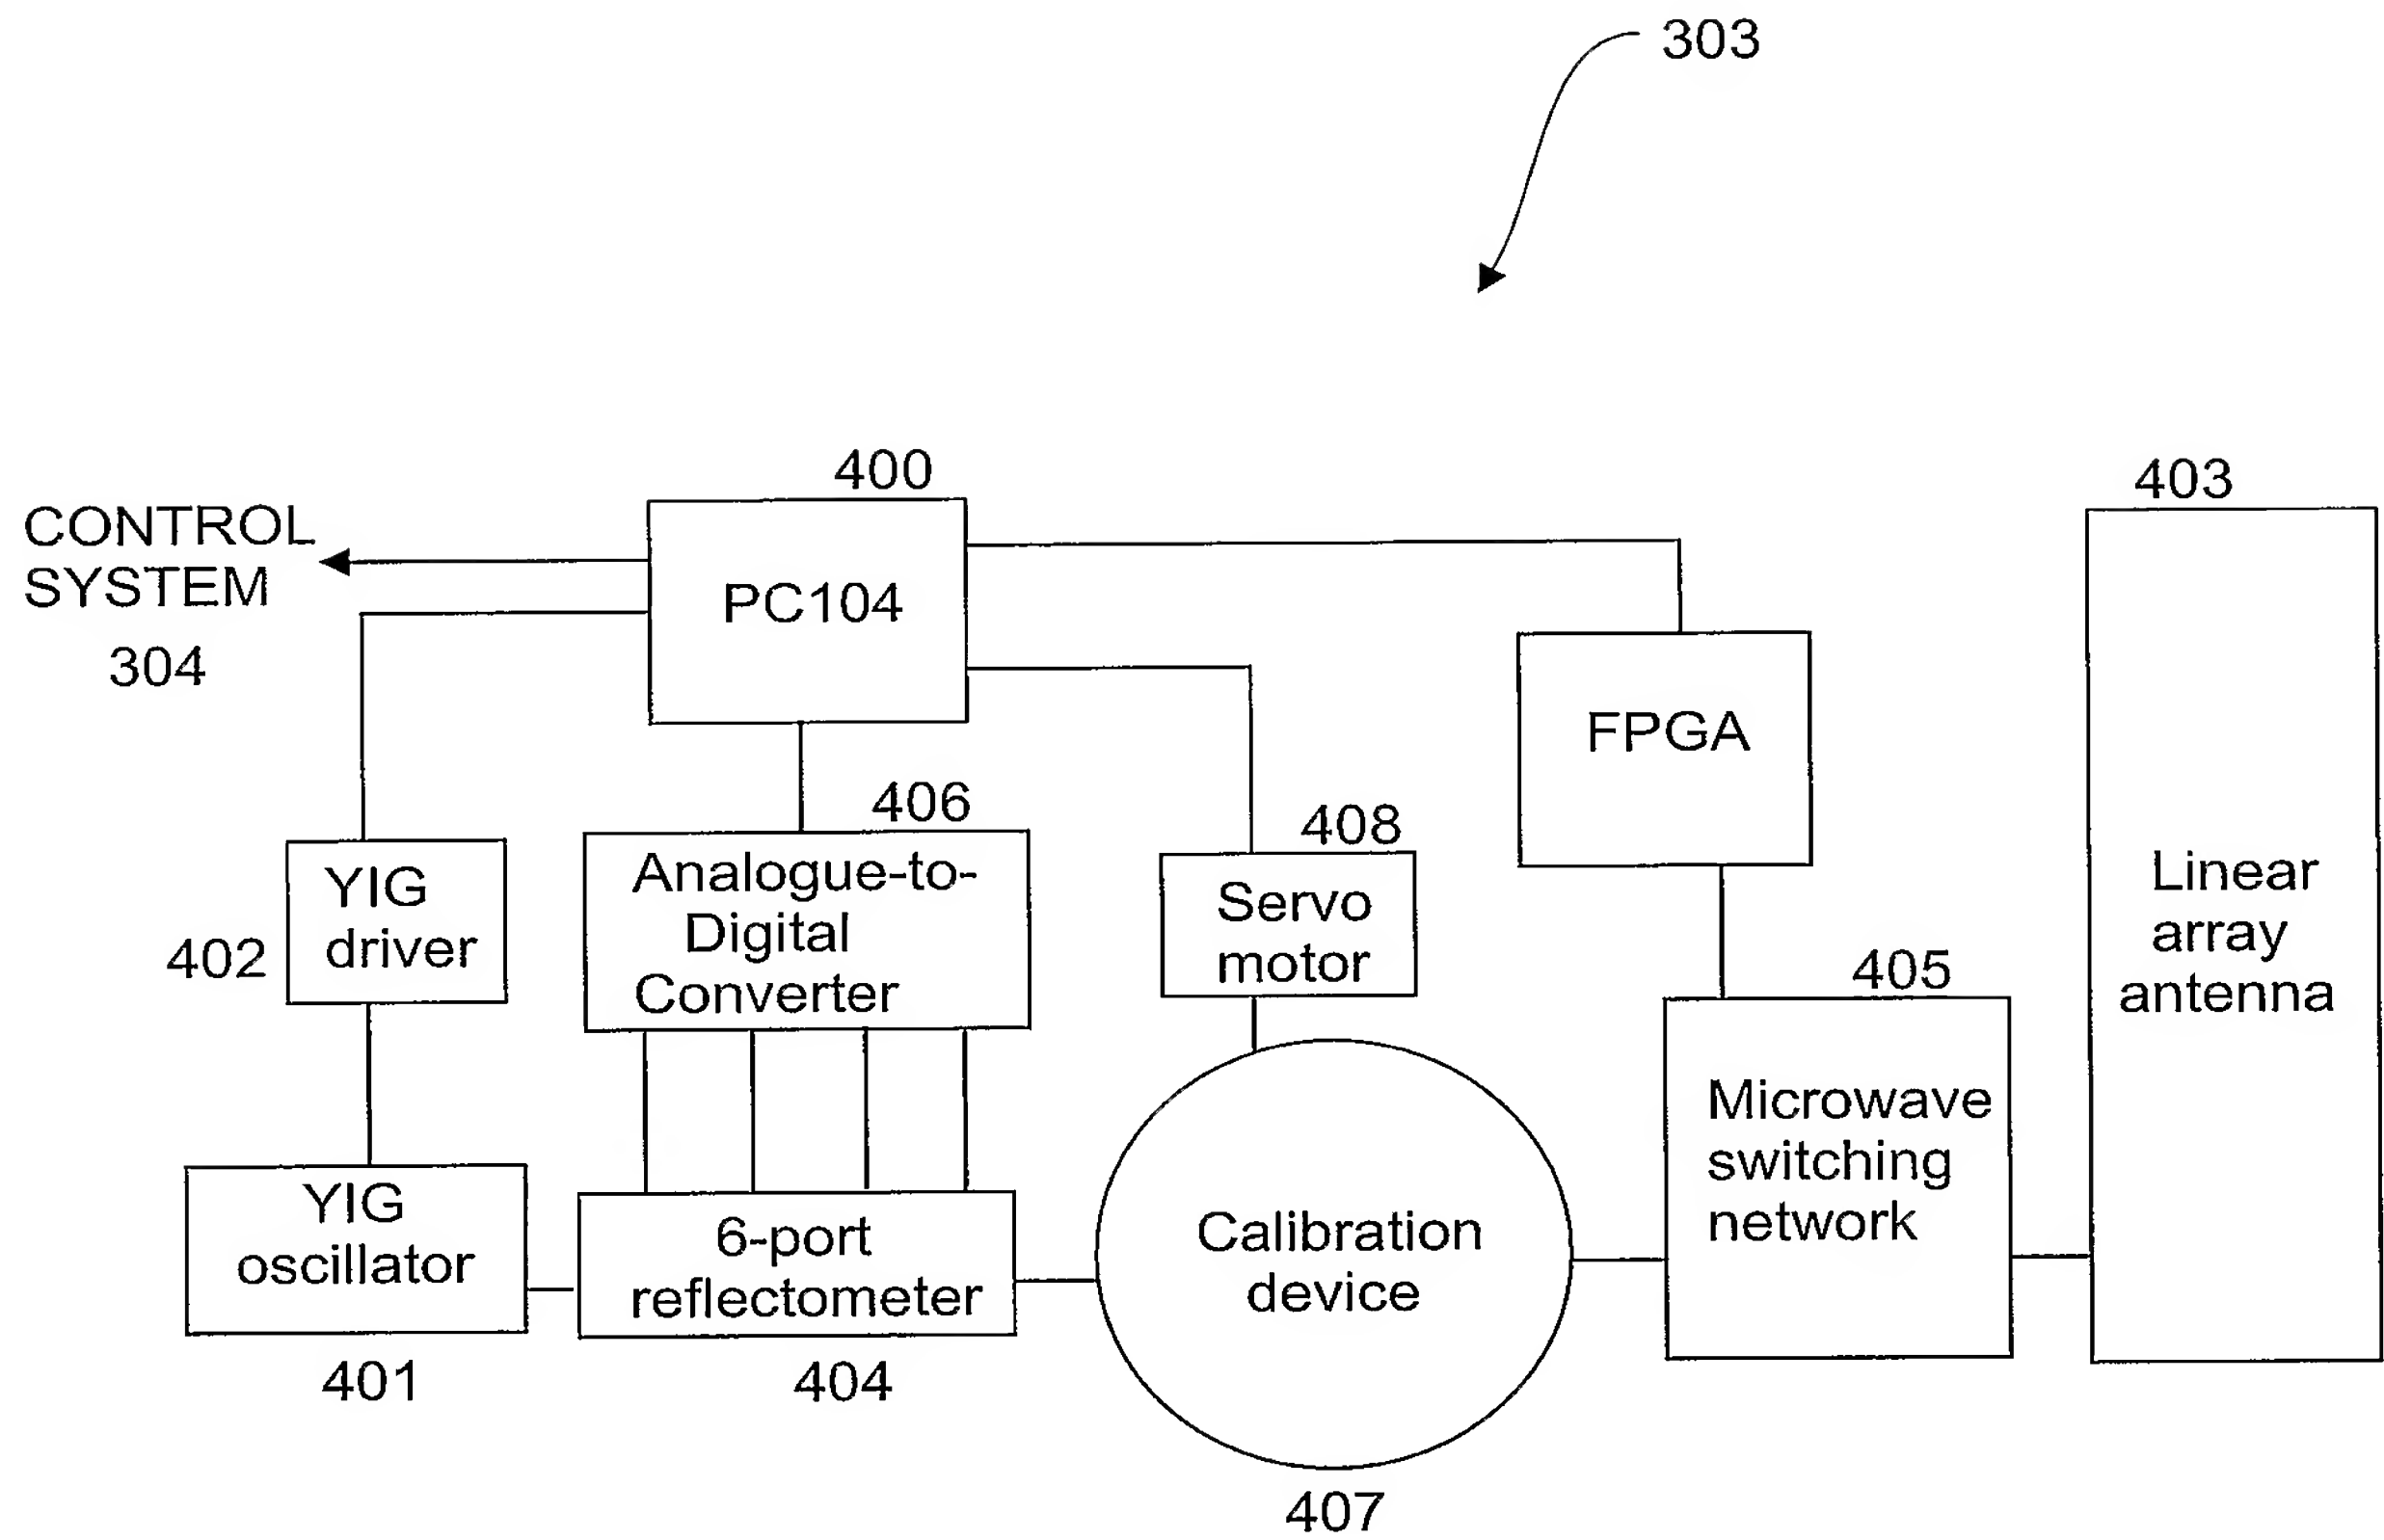 303
400
403
CONTROL
SYSTEM
304
PC104
FPGA
406
408
402
YIG
driver
Analogue-to-
Digital
Converter
Servo
motor
405
Linear
array
antenna
Microwave
switching
network
YIG
oscillator
6-port
reflectometer
Calibration
device
401
404
407